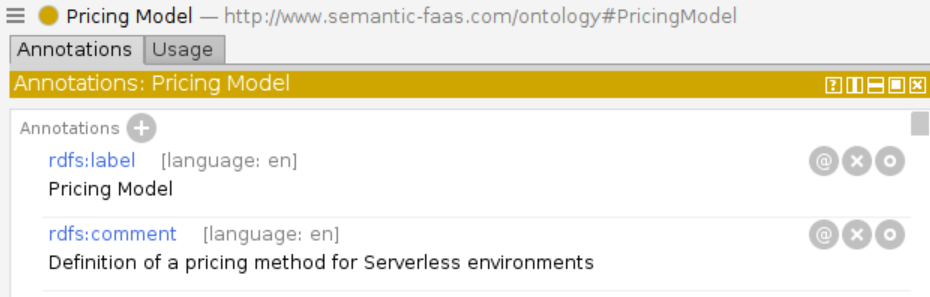 Pricing Model — http://www.semantic-faas.com/ontology#PricingModel
Annotations Usage
Annotations: Pricing Model
Annotations
rdfs:label [language: en]
Pricing Model
rdfs:comment [language: en]
Definition of a pricing method for Serverless environments